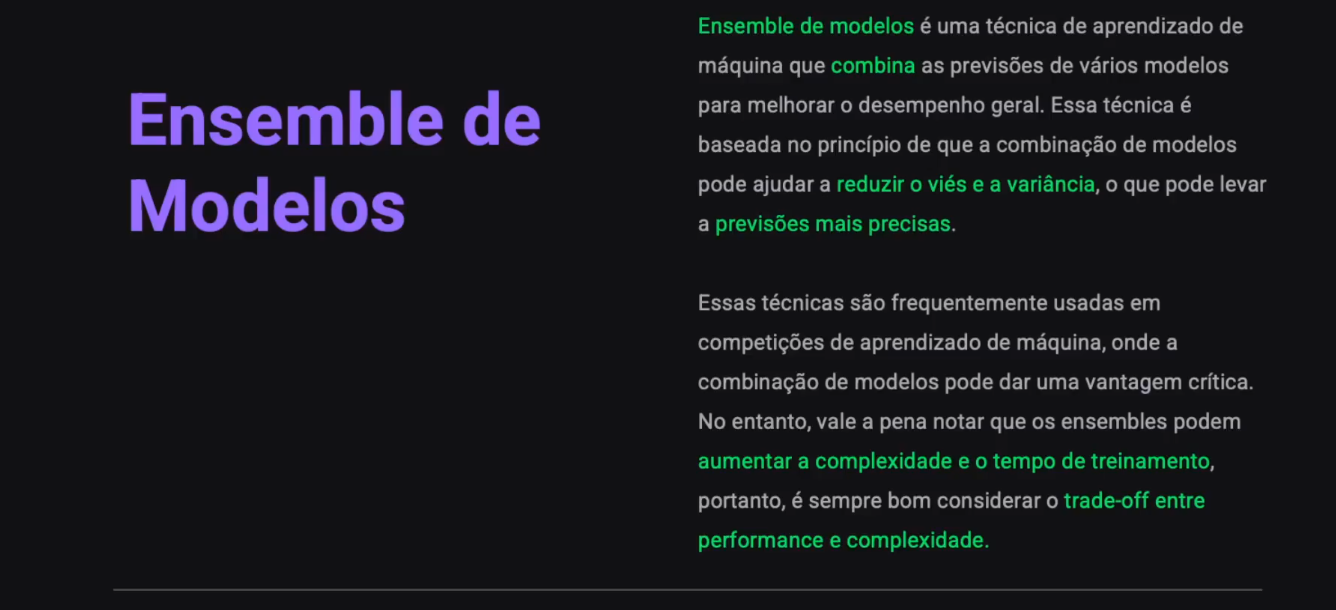 Ensemble de
Modelos
Ensemble de modelos é uma técnica de aprendizado de
máquina que combina as previsões de vários modelos
para melhorar o desempenho geral. Essa técnica é
baseada no princípio de que a combinação de modelos
pode ajudar a reduzir o viés e a variância, o que pode levar
a previsões mais precisas.
Essas técnicas são frequentemente usadas em
competições de aprendizado de máquina, onde a
combinação de modelos pode dar uma vantagem crítica.
No entanto, vale a pena notar que os ensembles podem
aumentar a complexidade e o tempo de treinamento,
portanto, é sempre bom considerar o trade-off entre
performance e complexidade.